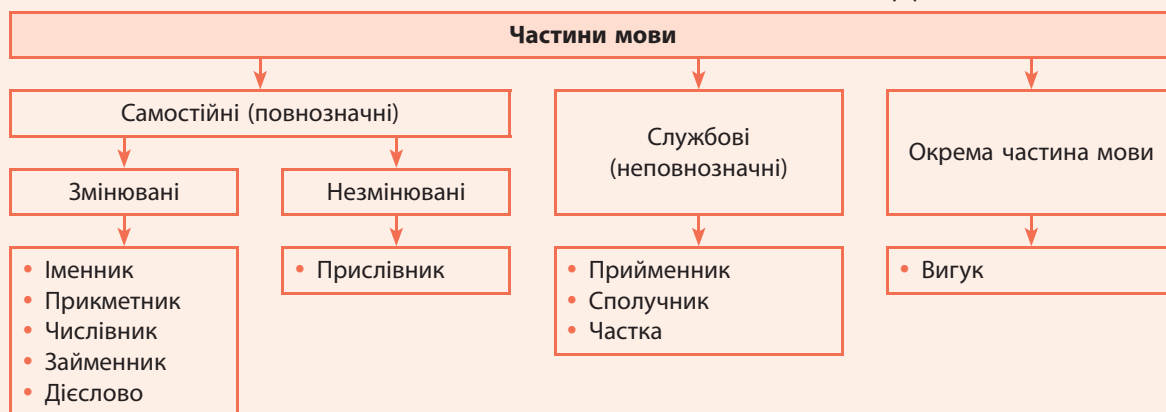 Частини мови
Самостійні (повнозначні)
Службові
(неповнозначні)
Окрема частина мови
Змінювані
Незмінювані
• Іменник
• Прикметник
• Числівник
• Займенник
• Дієслово
• Прислівник
• Прийменник
• Сполучник
• Частка
• Вигук